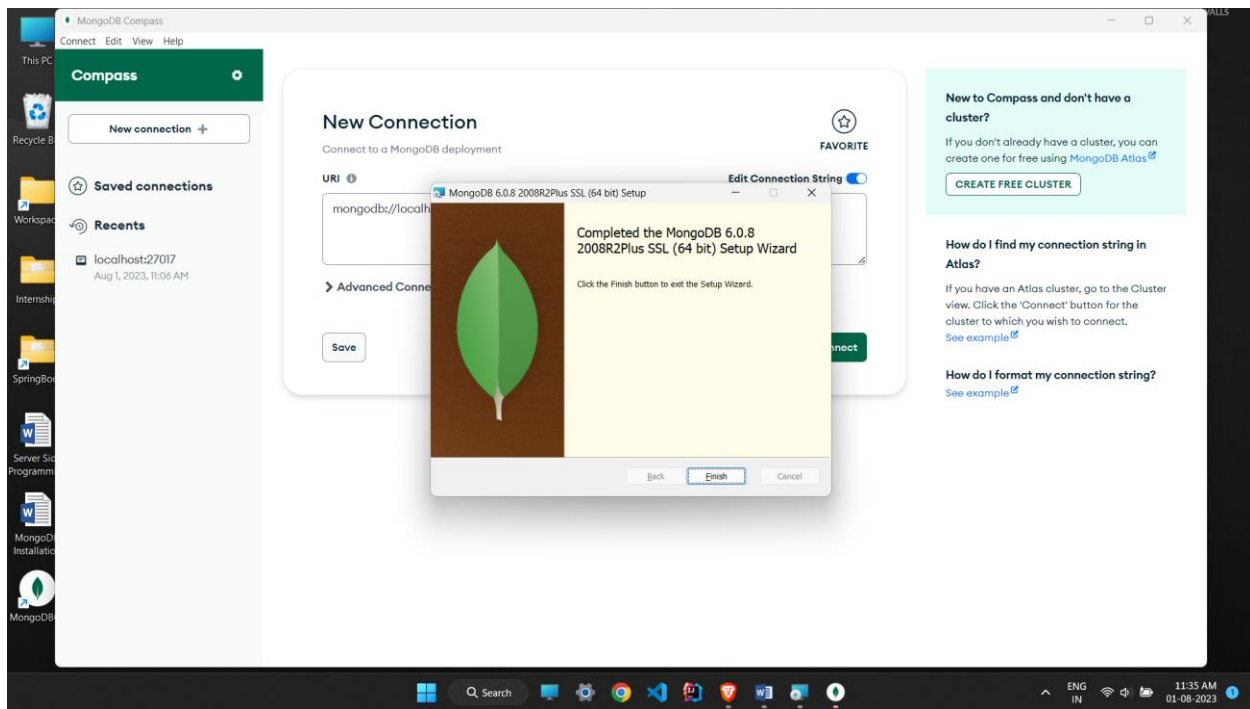 VALLS
MongoDB Compass
Connect Edit View Help
This PC
Compass
Recycle B
New connection +
Saved connections
Workspac
Recents
localhost:27017
Aug 1, 2023, 11:06 AM
Internship
SpringBoo
Server Sid
Programm
MongoD
Installatio
MongoDB
New Connection
Connect to a MongoDB deployment
FAVORITE
URI
Edit Connection String
mongodb://localh
Advanced Conne
Save
nnect
MongoDB 6.0.8 2008R2Plus SSL (64 bit) Setup
Completed the MongoDB 6.0.8
2008R2Plus SSL (64 bit) Setup Wizard
Click the Finish button to exit the Setup Wizard.
Back Finish Cancel
New to Compass and don't have a
cluster?
If you don't already have a cluster, you can
create one for free using MongoDB Atlas
CREATE FREE CLUSTER
How do I find my connection string in
Atlas?
If you have an Atlas cluster, go to the Cluster
view. Click the 'Connect' button for the
cluster to which you wish to connect.
See example
How do I format my connection string?
See example
Search
ENG
IN
11:35 AM
01-08-2023
1